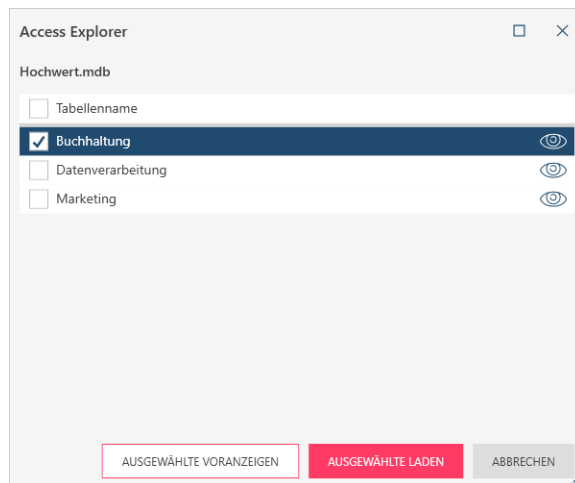 Access Explorer
Hochwert.mdb
Tabellenname
Buchhaltung
Datenverarbeitung
Marketing
AUSGEWÄHLTE VORANZEIGEN AUSGEWÄHLTE LADEN ABBRECHEN